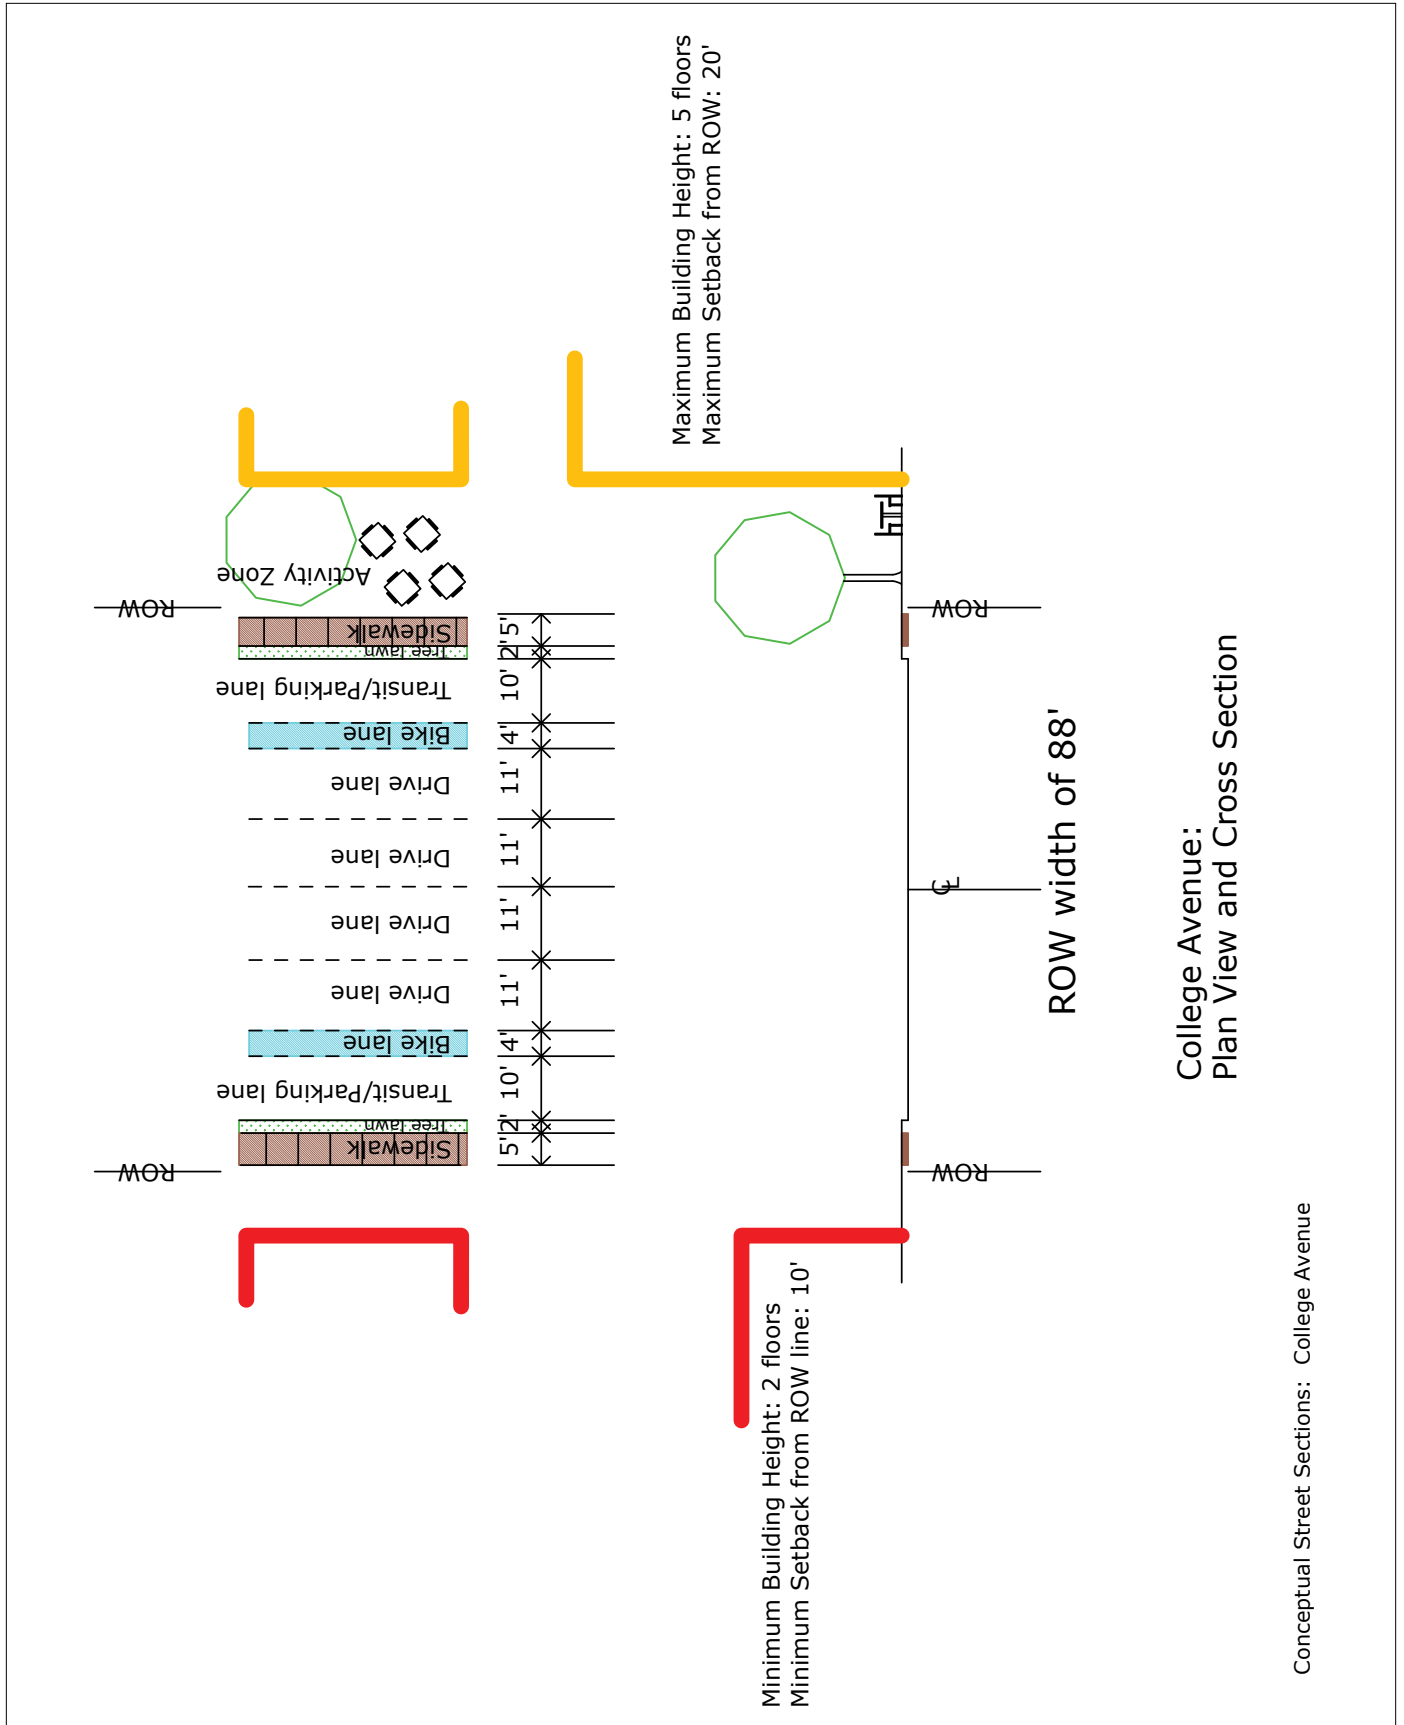 Maximum Building Height: 5 floors
Maximum Setback from ROW: 20'
ROW
ROW
Activity Zone
Sidewalk
Tree lawn
Transit/Parking lane
Bike lane
Drive lane
Drive lane
Drive lane
Drive lane
Bike lane
Transit/Parking lane
Tree lawn
Sidewalk
5'
2'
10'
4'
11'
11'
11'
11'
4'
10'
2'
5'
ROW
ROW
CL
ROW width of 88'
Minimum Building Height: 2 floors
Minimum Setback from ROW line: 10'
College Avenue:
Plan View and Cross Section
Conceptual Street Sections: College Avenue